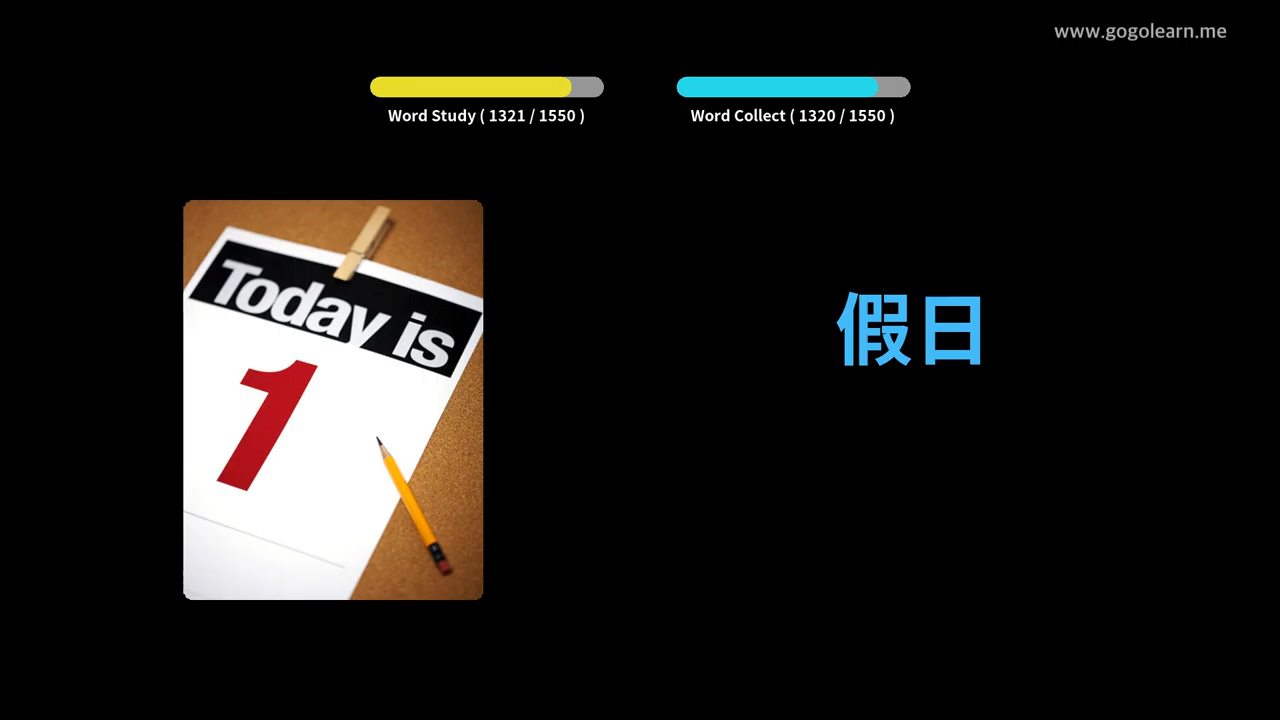 www.gogolearn.me
Word Study ( 1321 / 1550 )
Word Collect ( 1320 / 1550 )
Today is
1
假日